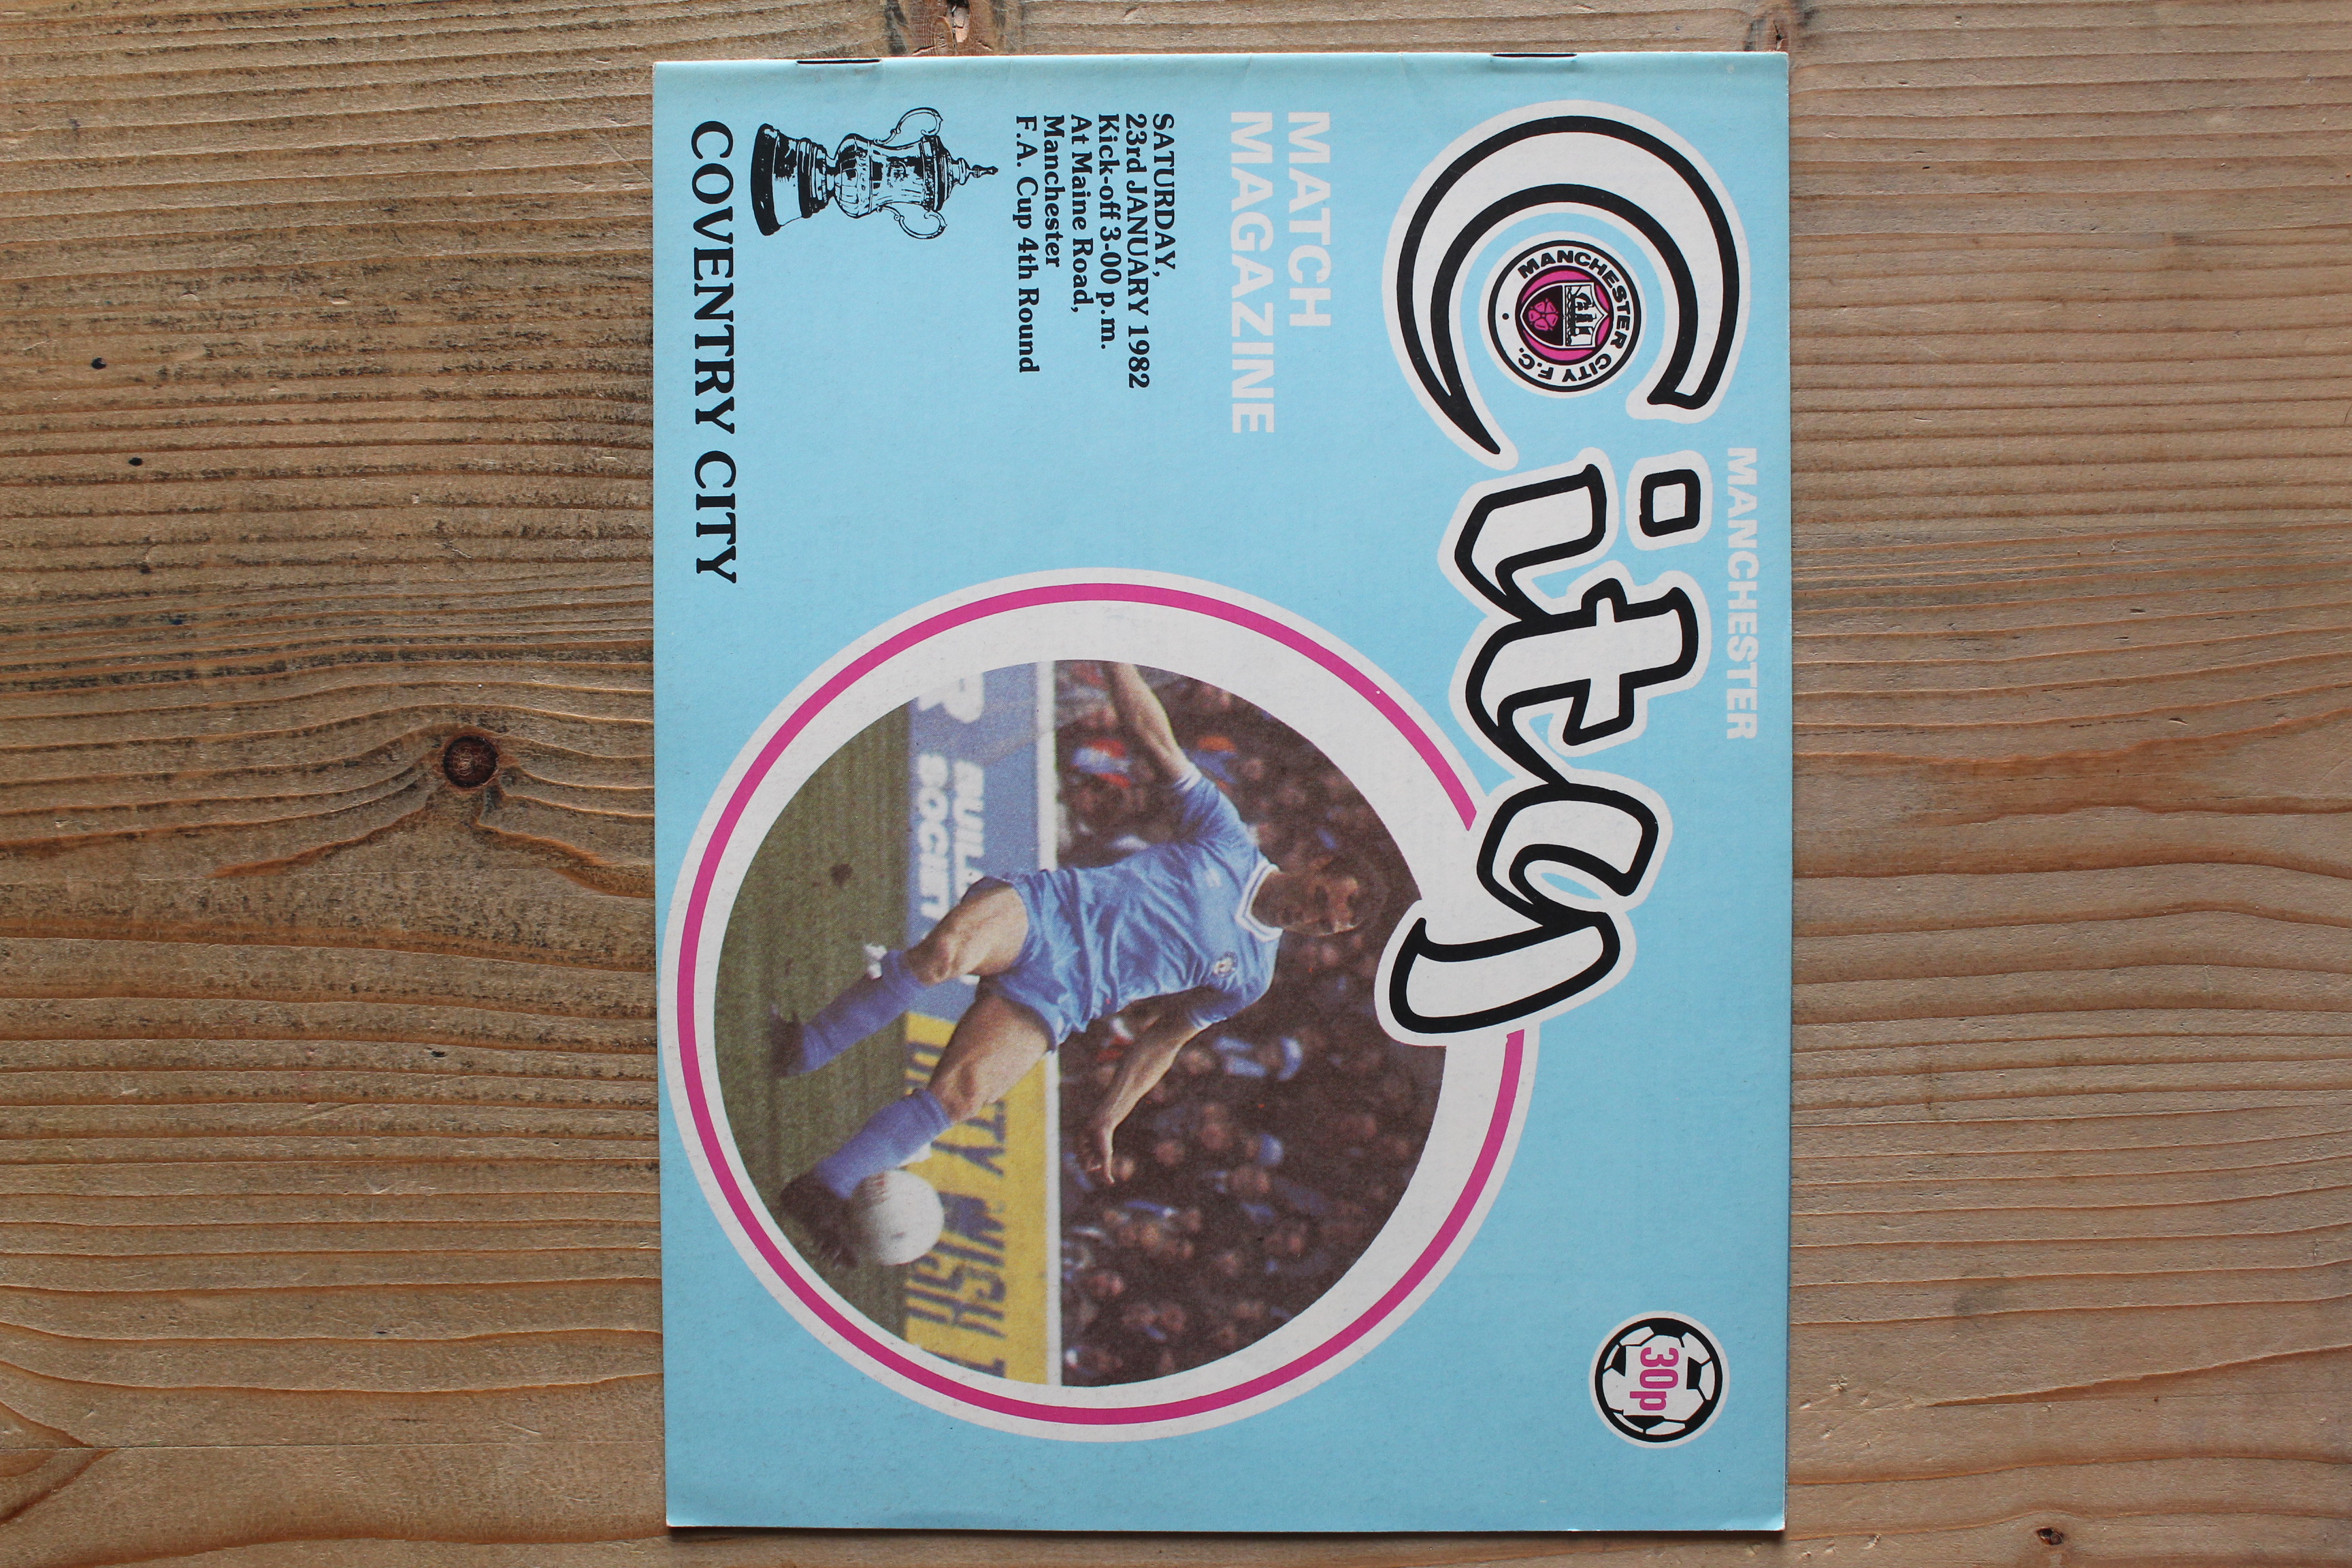 MANCHESTER
City
MANCHESTER CITY F.C.
30p
MATCH
MAGAZINE
SATURDAY,
23rd JANUARY 1982
Kick-off 3-00 p.m.
At Maine Road,
Manchester
F.A. Cup 4th Round
COVENTRY CITY